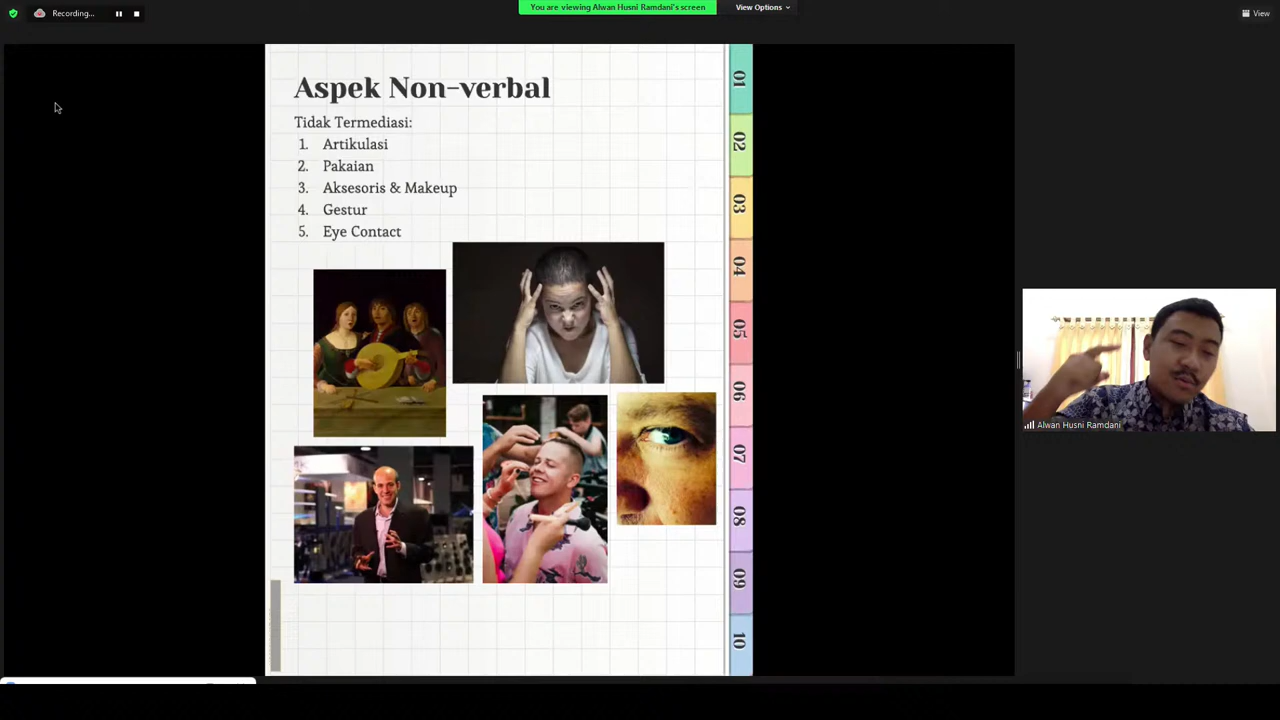 Recording...
You are viewing Alwan Husni Ramdani's screen
View Options
View
Aspek Non-verbal
Tidak Termediasi:
1. Artikulasi
2. Pakaian
3. Aksesoris & Makeup
4. Gestur
5. Eye Contact
01
02
03
04
05
06
07
08
09
10
Alwan Husni Ramdani